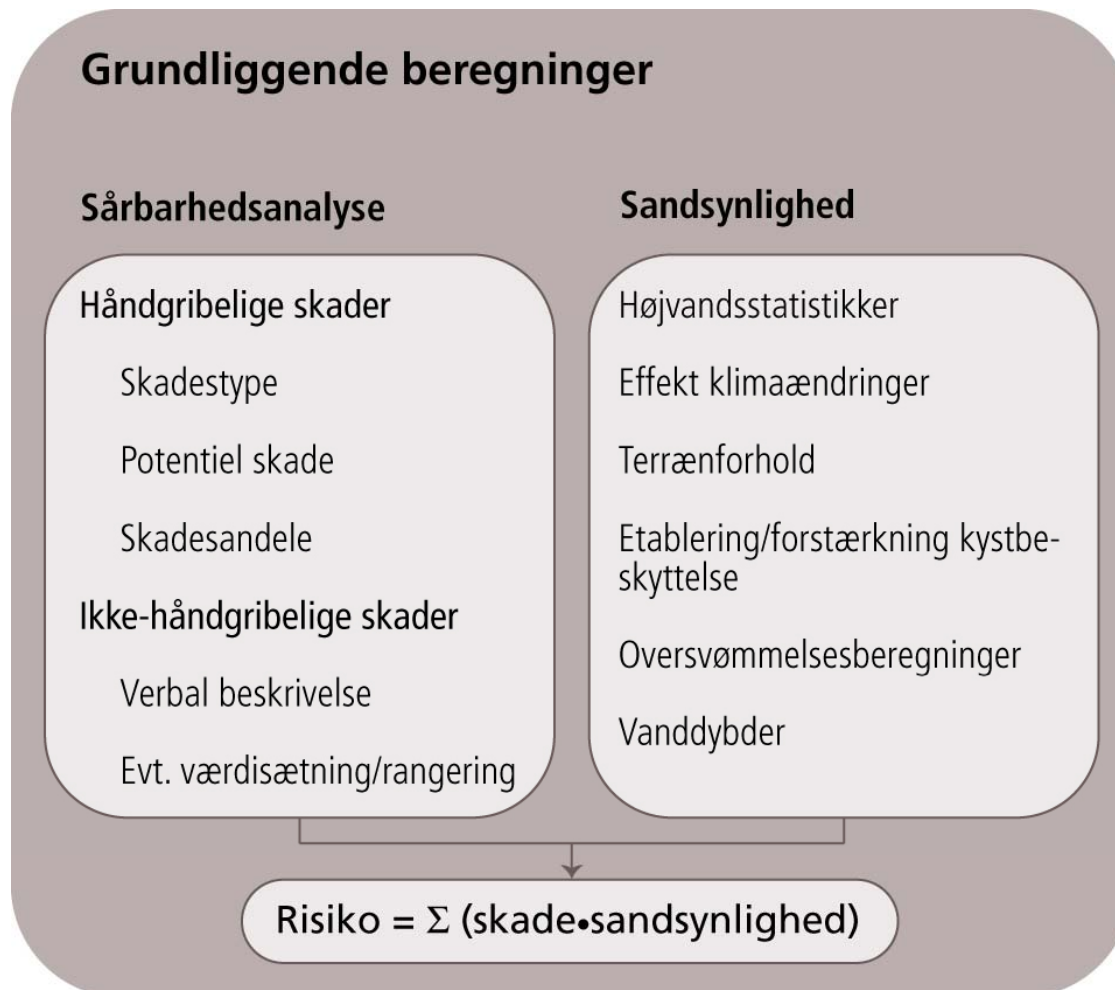 Grundliggende beregninger
Sårbarhedsanalyse
Håndgribelige skader
Skadestype
Potentiel skade
Skadesandele
Ikke-håndgribelige skader
Verbal beskrivelse
Evt. værdisætning/rangering
Sandsynlighed
Højvandsstatistikker
Effekt klimaændringer
Terrænforhold
Etablering/forstærkning kystbe-
skyttelse
Oversvømmelsesberegninger
Vanddybder
Risiko = Σ (skade•sandsynlighed)